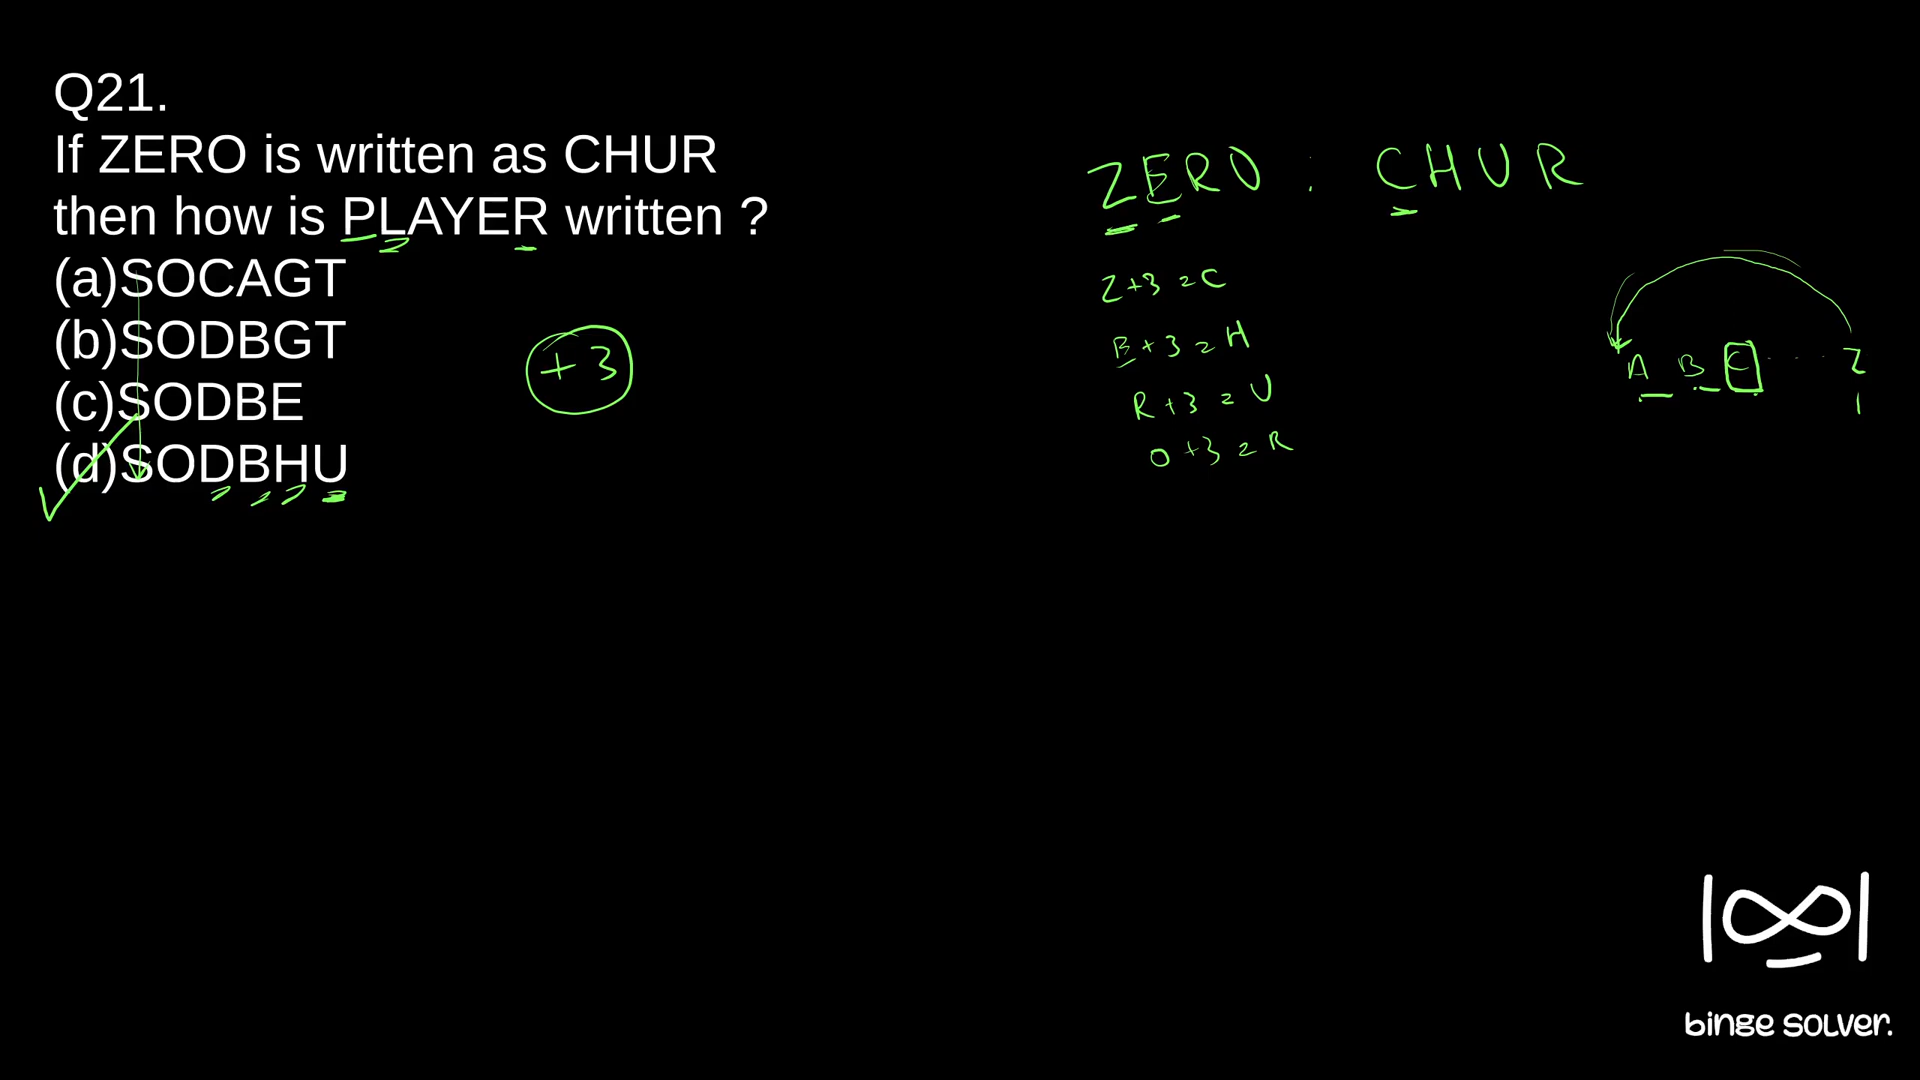 Q21.
If ZERO is written as CHUR
then how is PLAYER written ?
(a)SOCAGT
(b)SODBGT
(c)SODBE
(d)SODBHU
+3
ZERO : CHUR
Z+3 = C
E+3 = H
R+3 = U
O+3 = R
A B C ..... Z
1
binge SOLVER.